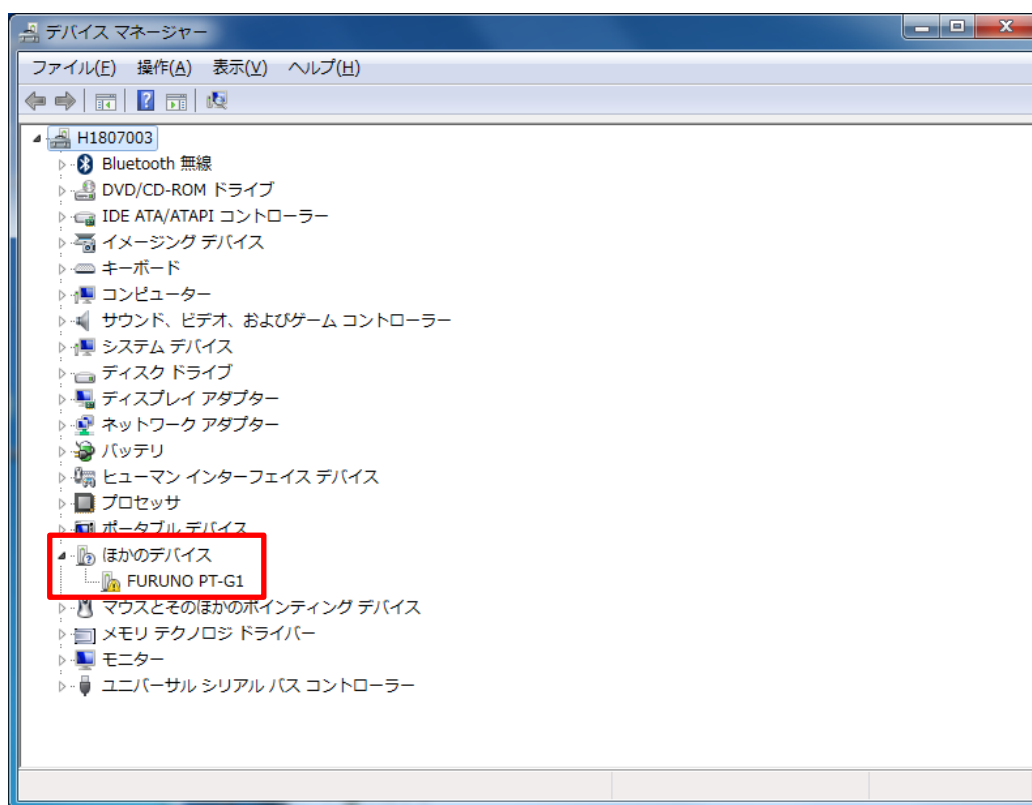 デバイス マネージャー
ファイル(F) 操作(A) 表示(V) ヘルプ(H)
H1807003
Bluetooth 無線
DVD/CD-ROM ドライブ
IDE ATA/ATAPI コントローラー
イメージング デバイス
キーボード
コンピューター
サウンド、ビデオ、およびゲーム コントローラー
システム デバイス
ディスク ドライブ
ディスプレイ アダプター
ネットワーク アダプター
バッテリ
ヒューマン インターフェイス デバイス
プロセッサ
ポータブル デバイス
ほかのデバイス
FURUNO PT-G1
マウスとそのほかのポインティング デバイス
メモリ テクノロジ ドライバー
モニター
ユニバーサル シリアル バス コントローラー